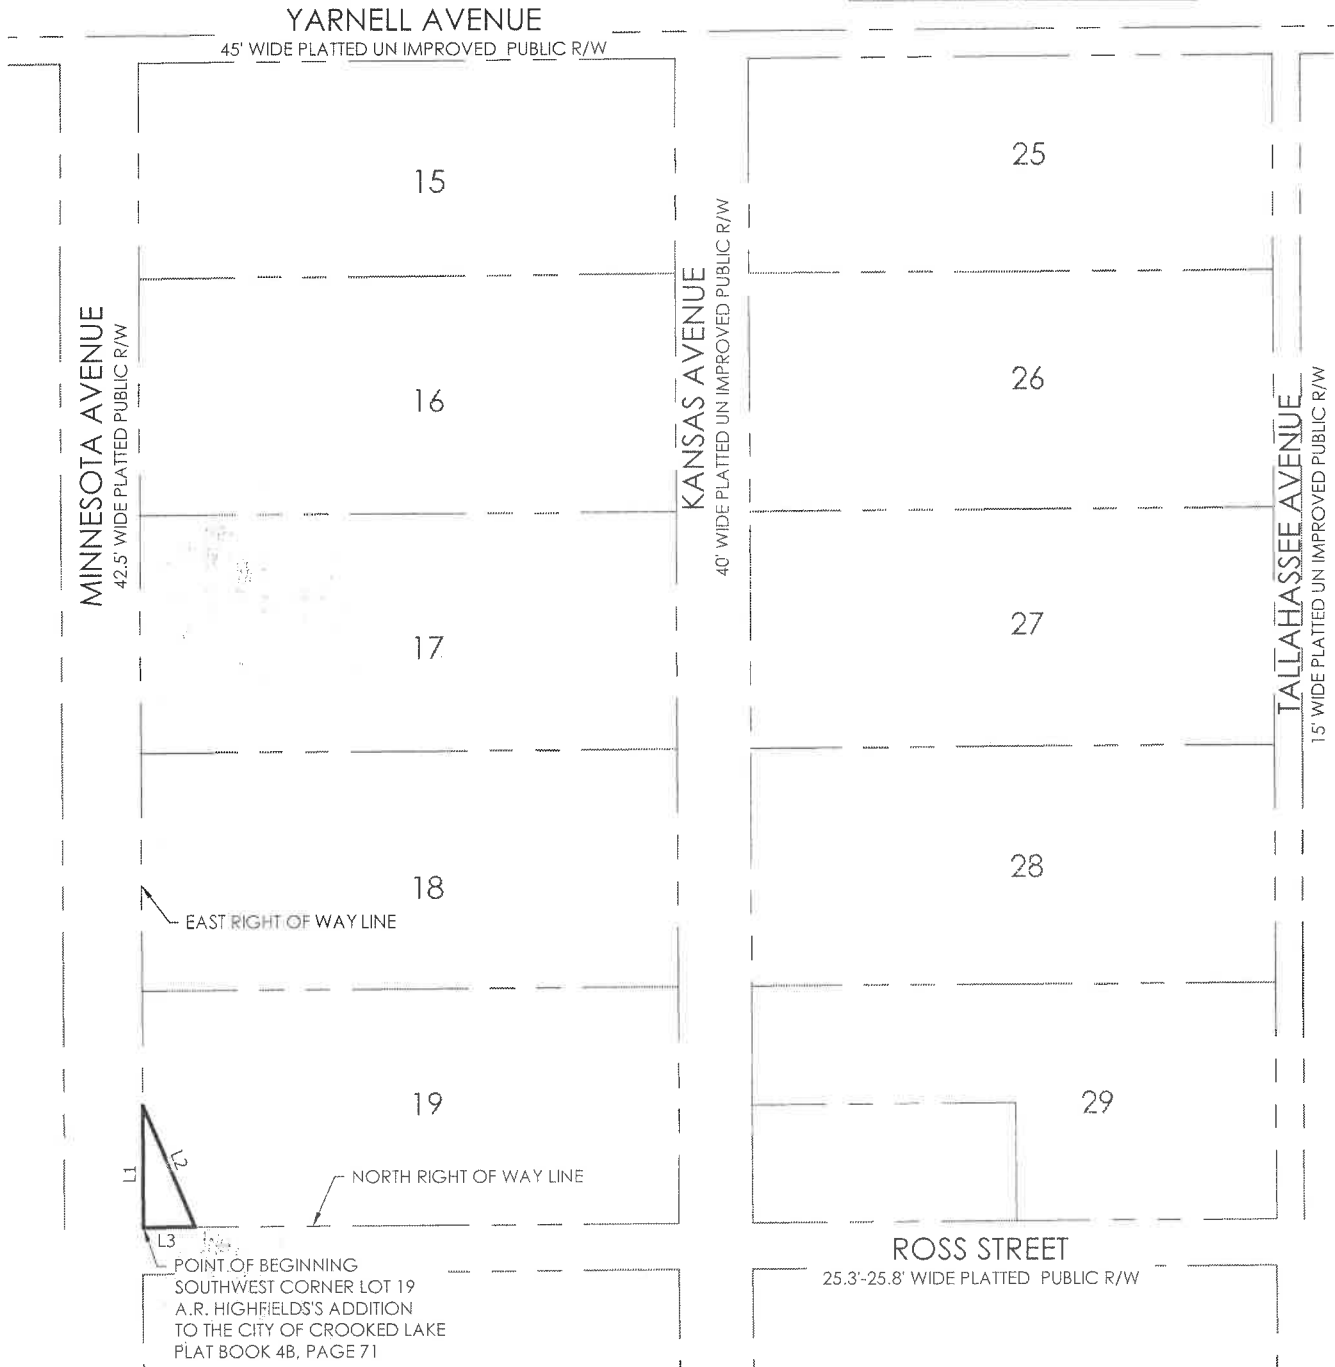 YARNELL AVENUE
45' WIDE PLATTED UN IMPROVED PUBLIC R/W
15
25
MINNESOTA AVENUE
42.5' WIDE PLATTED PUBLIC R/W
KANSAS AVENUE
40' WIDE PLATTED UN IMPROVED PUBLIC R/W
16
26
TALLAHASSEE AVENUE
15' WIDE PLATTED UN IMPROVED PUBLIC R/W
17
27
18
28
EAST RIGHT OF WAY LINE
19
29
L1
L2
NORTH RIGHT OF WAY LINE
L3
POINT OF BEGINNING
SOUTHWEST CORNER LOT 19
A.R. HIGHFIELDS'S ADDITION
TO THE CITY OF CROOKED LAKE
PLAT BOOK 4B, PAGE 71
ROSS STREET
25.3'-25.8' WIDE PLATTED PUBLIC R/W